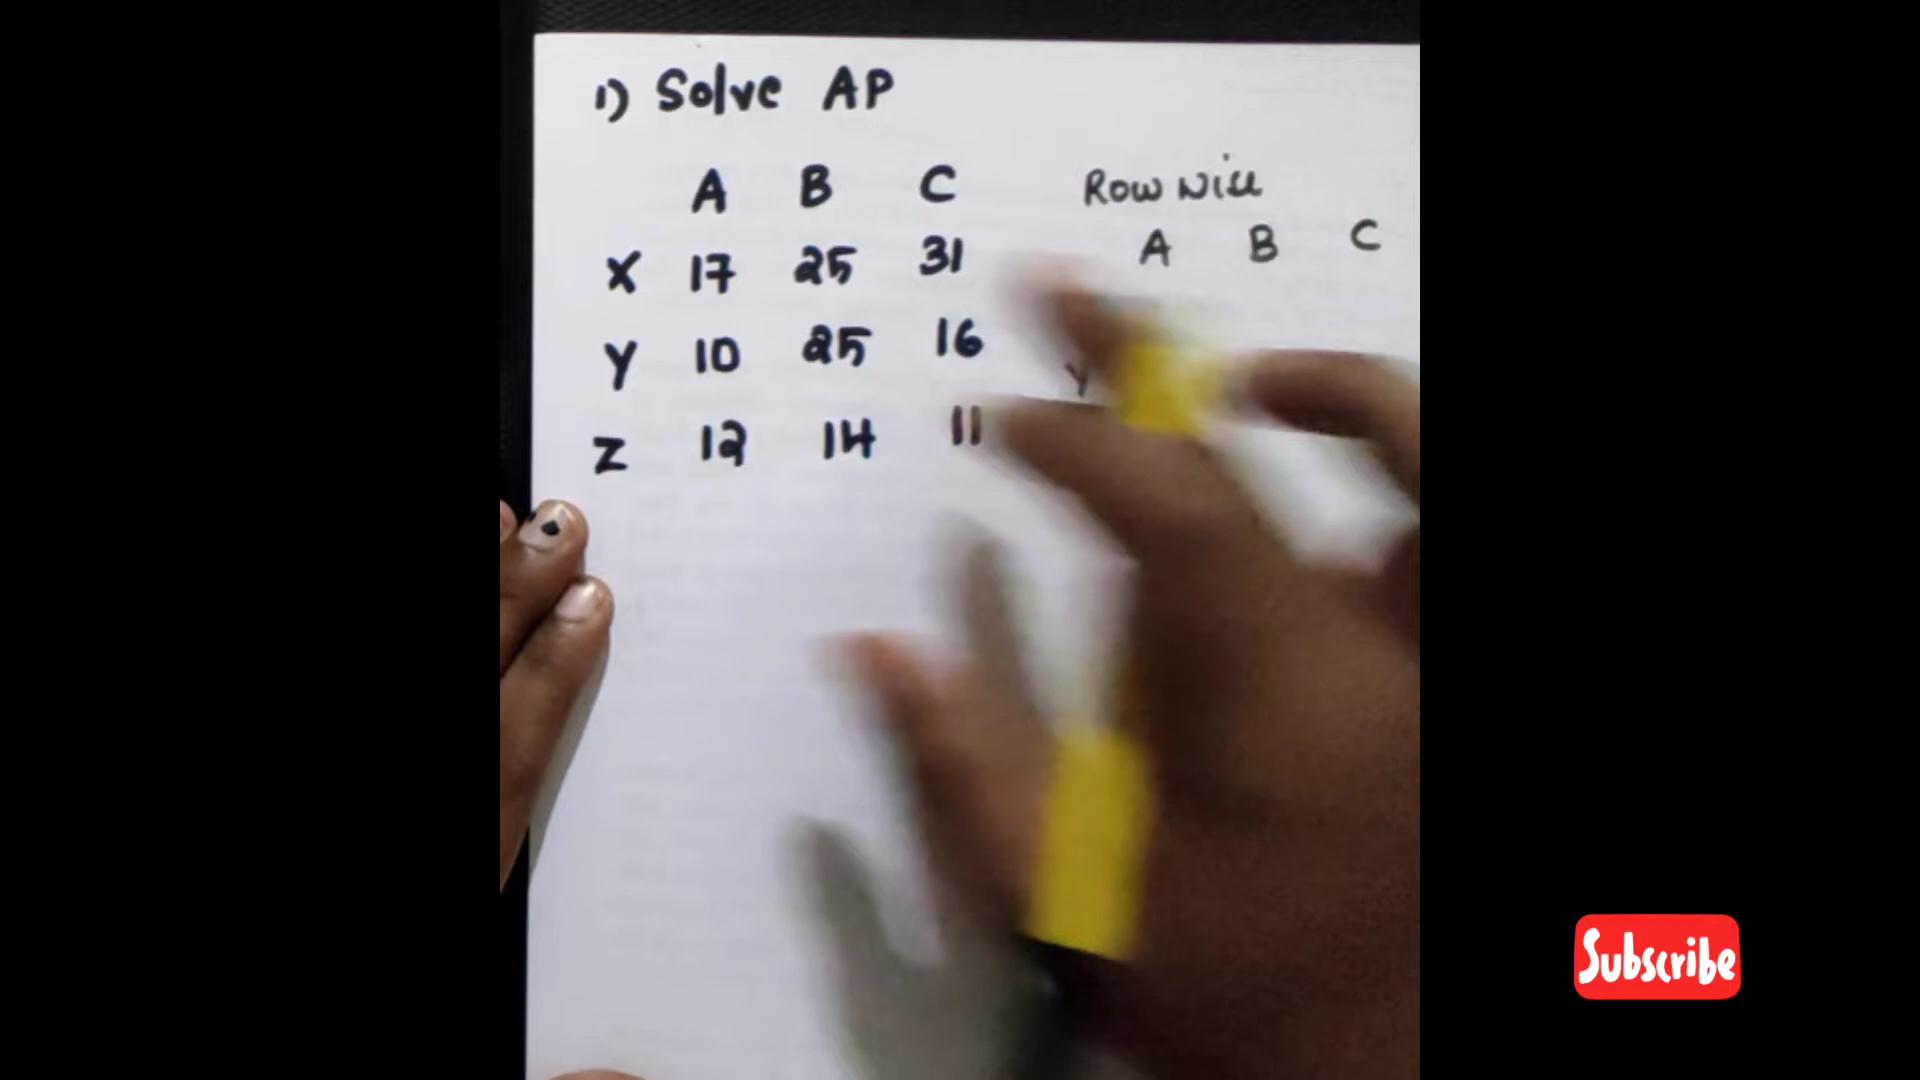 1) Solve AP
A B C
X 17 25 31
Y 10 25 16
Z 12 14 11
Row wise
A B C
Y
Subscribe